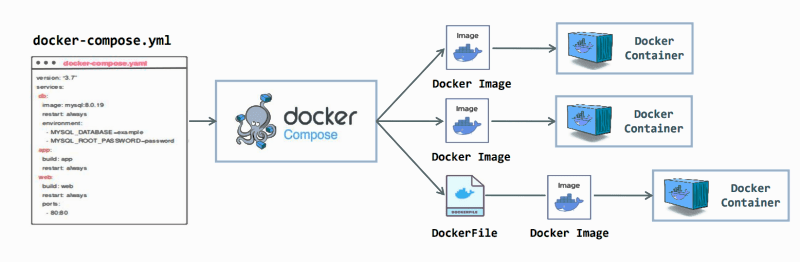 docker-compose.yml
docker-compose.yaml
version: "3.7"
services:
db:
image: mysql:8.0.19
restart: always
environment:
- MYSQL_DATABASE=example
- MYSQL_ROOT_PASSWORD=password
app:
build: app
restart: always
web:
build: web
restart: always
ports:
- 80:80
docker
Compose
Image
Docker Image
Docker
Container
Image
Docker Image
Docker
Container
DOCKERFILE
DockerFile
Image
Docker Image
Docker
Container